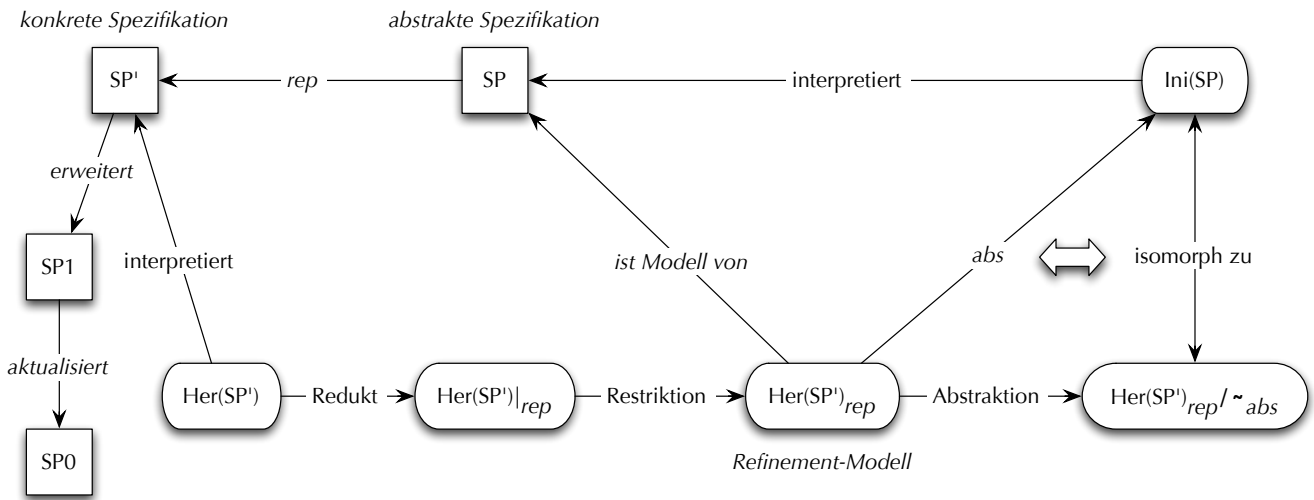 konkrete Spezifikation
abstrakte Spezifikation
SP'
rep
SP
interpretiert
Ini(SP)
erweitert
SP1
interpretiert
ist Modell von
abs
isomorph zu
aktualisiert
Her(SP')
Redukt
Her(SP')|rep
Restriktion
Her(SP')rep
Abstraktion
Her(SP')rep/~abs
SP0
Refinement-Modell